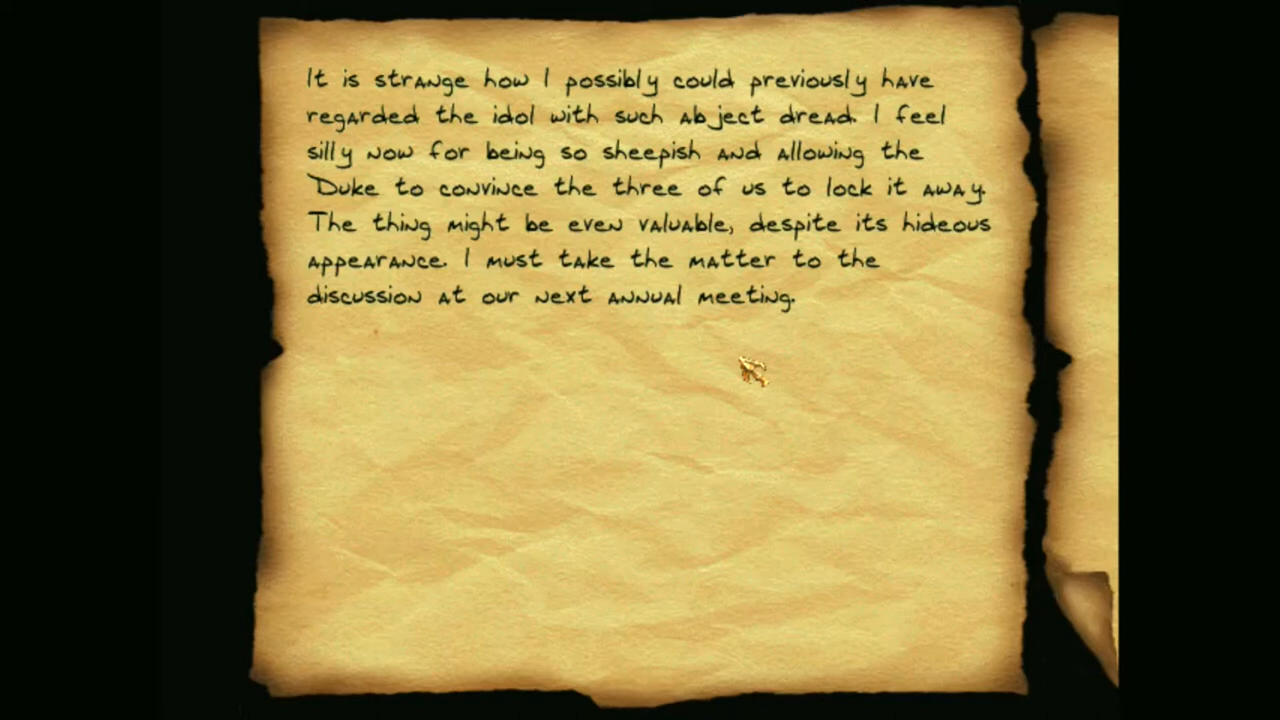 It is strange how I possibly could previously have
regarded the idol with such abject dread. I feel
silly now for being so sheepish and allowing the
Duke to convince the three of us to lock it away.
The thing might be even valuable, despite its hideous
appearance. I must take the matter to the
discussion at our next annual meeting.